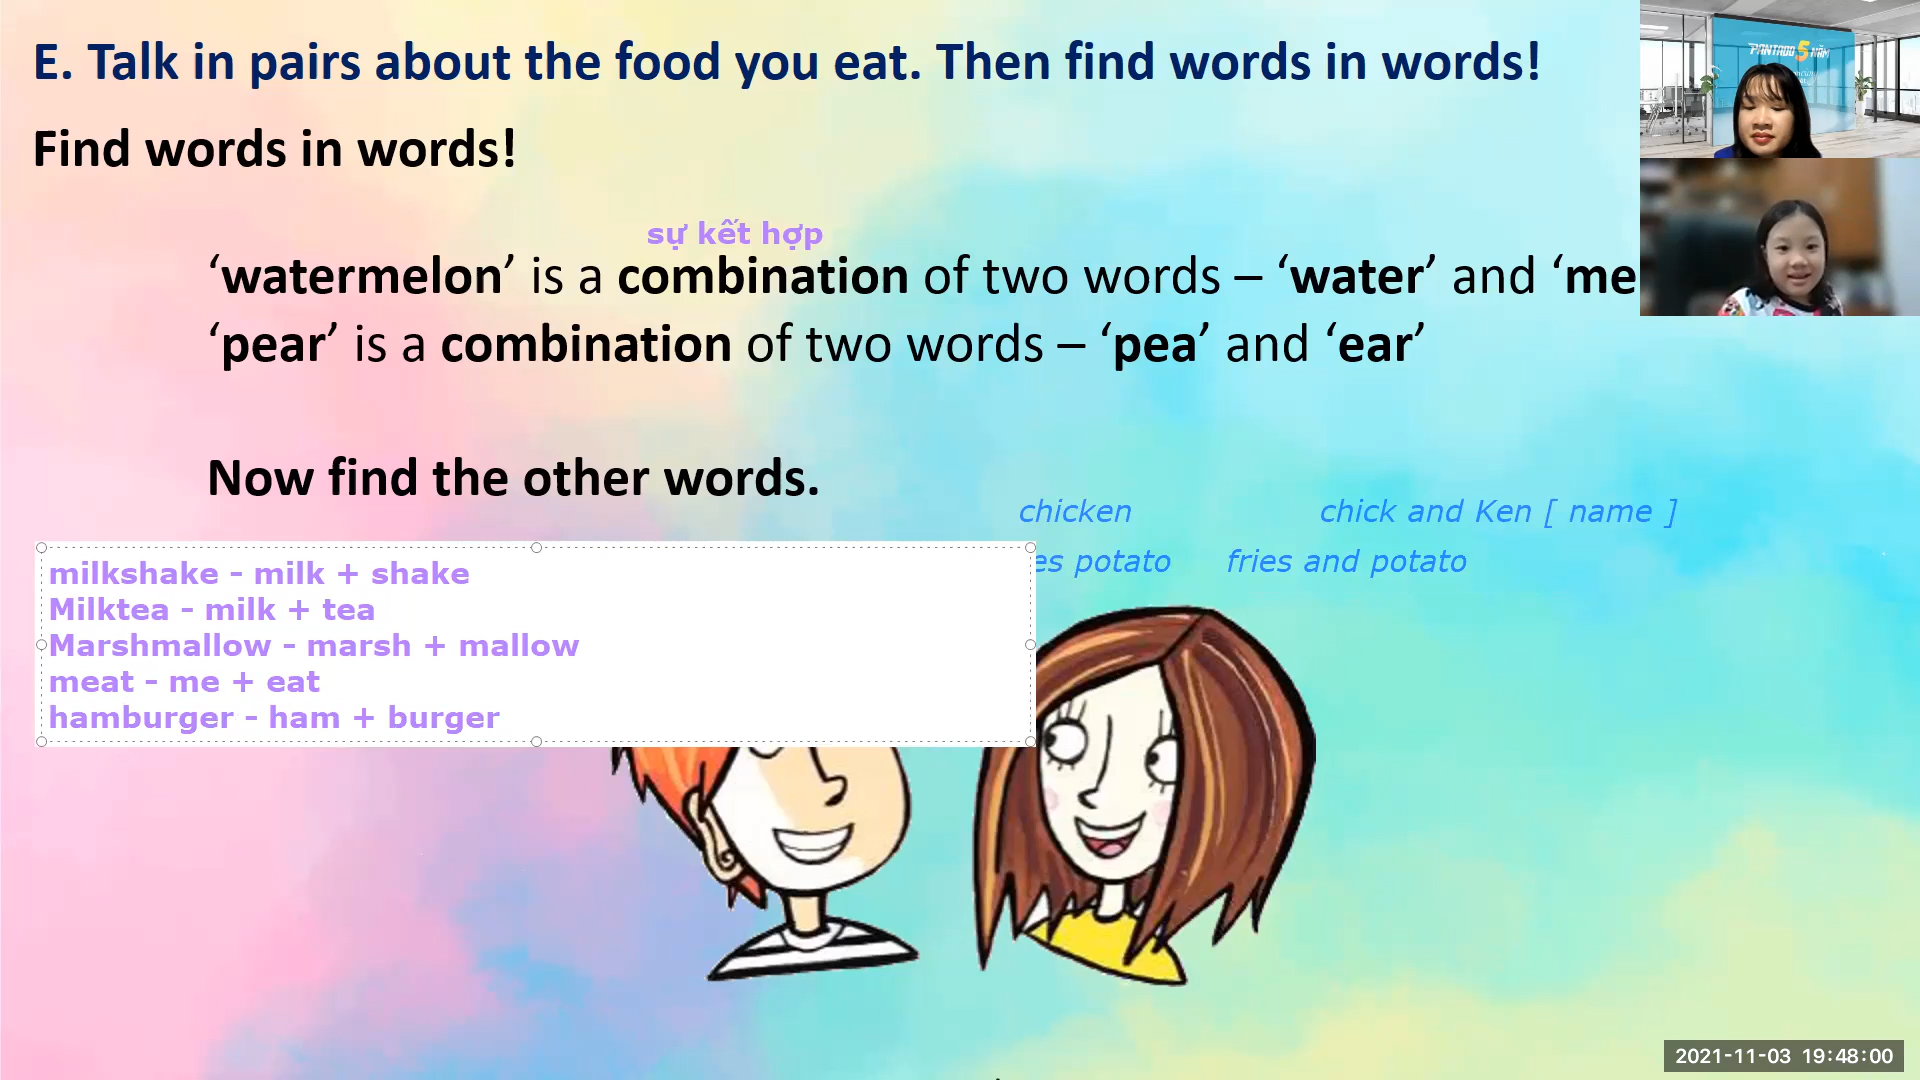 E. Talk in pairs about the food you eat. Then find words in words!
PANTADO 5 NĂM
Find words in words!
sự kết hợp
‘watermelon’ is a combination of two words – ‘water’ and ‘me
‘pear’ is a combination of two words – ‘pea’ and ‘ear’
Now find the other words.
chicken chick and Ken [ name ]
es potato fries and potato
milkshake - milk + shake
Milktea - milk + tea
Marshmallow - marsh + mallow
meat - me + eat
hamburger - ham + burger
2021-11-03 19:48:00